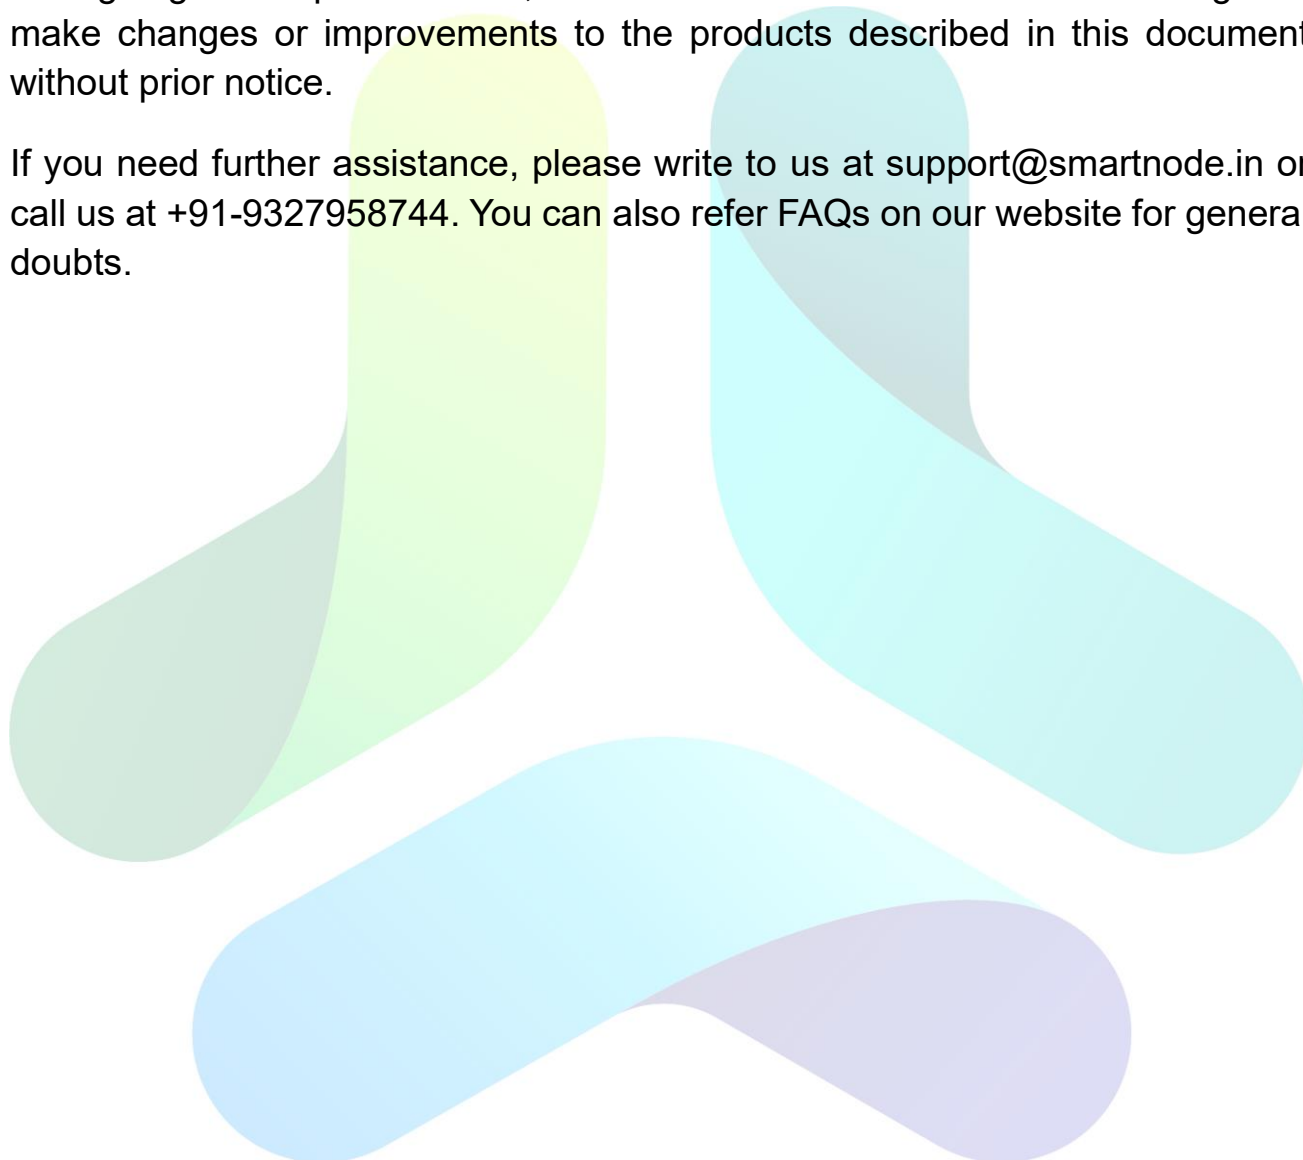 make changes or improvements to the products described in this document
without prior notice.
If you need further assistance, please write to us at support@smartnode.in or
call us at +91-9327958744. You can also refer FAQs on our website for genera
doubts.